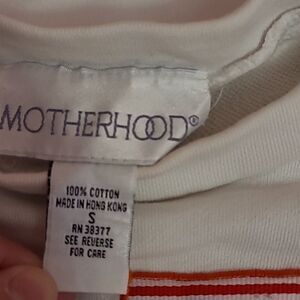 MOTHERHOOD®
100% COTTON
MADE IN HONG KONG
S
RN 38377
SEE REVERSE
FOR CARE